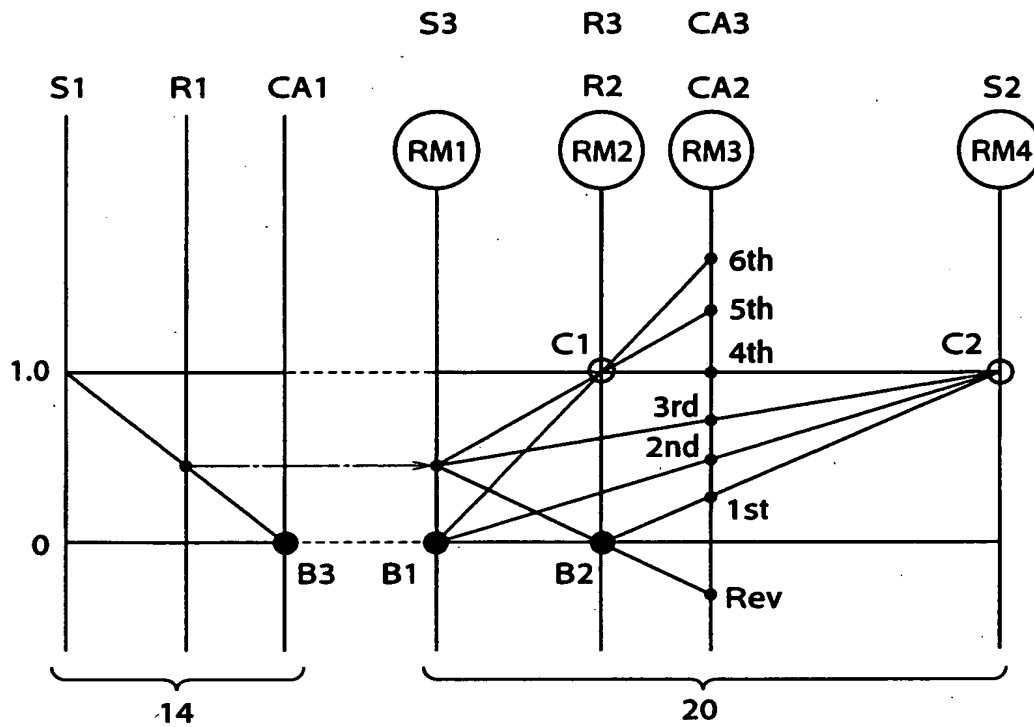 S3 R3 CA3
S1 R1 CA1 R2 CA2 S2
RM1 RM2 RM3 RM4
6th
5th
C1 4th C2
1.0
3rd
2nd
1st
0
B3 B1 B2
Rev
14 20